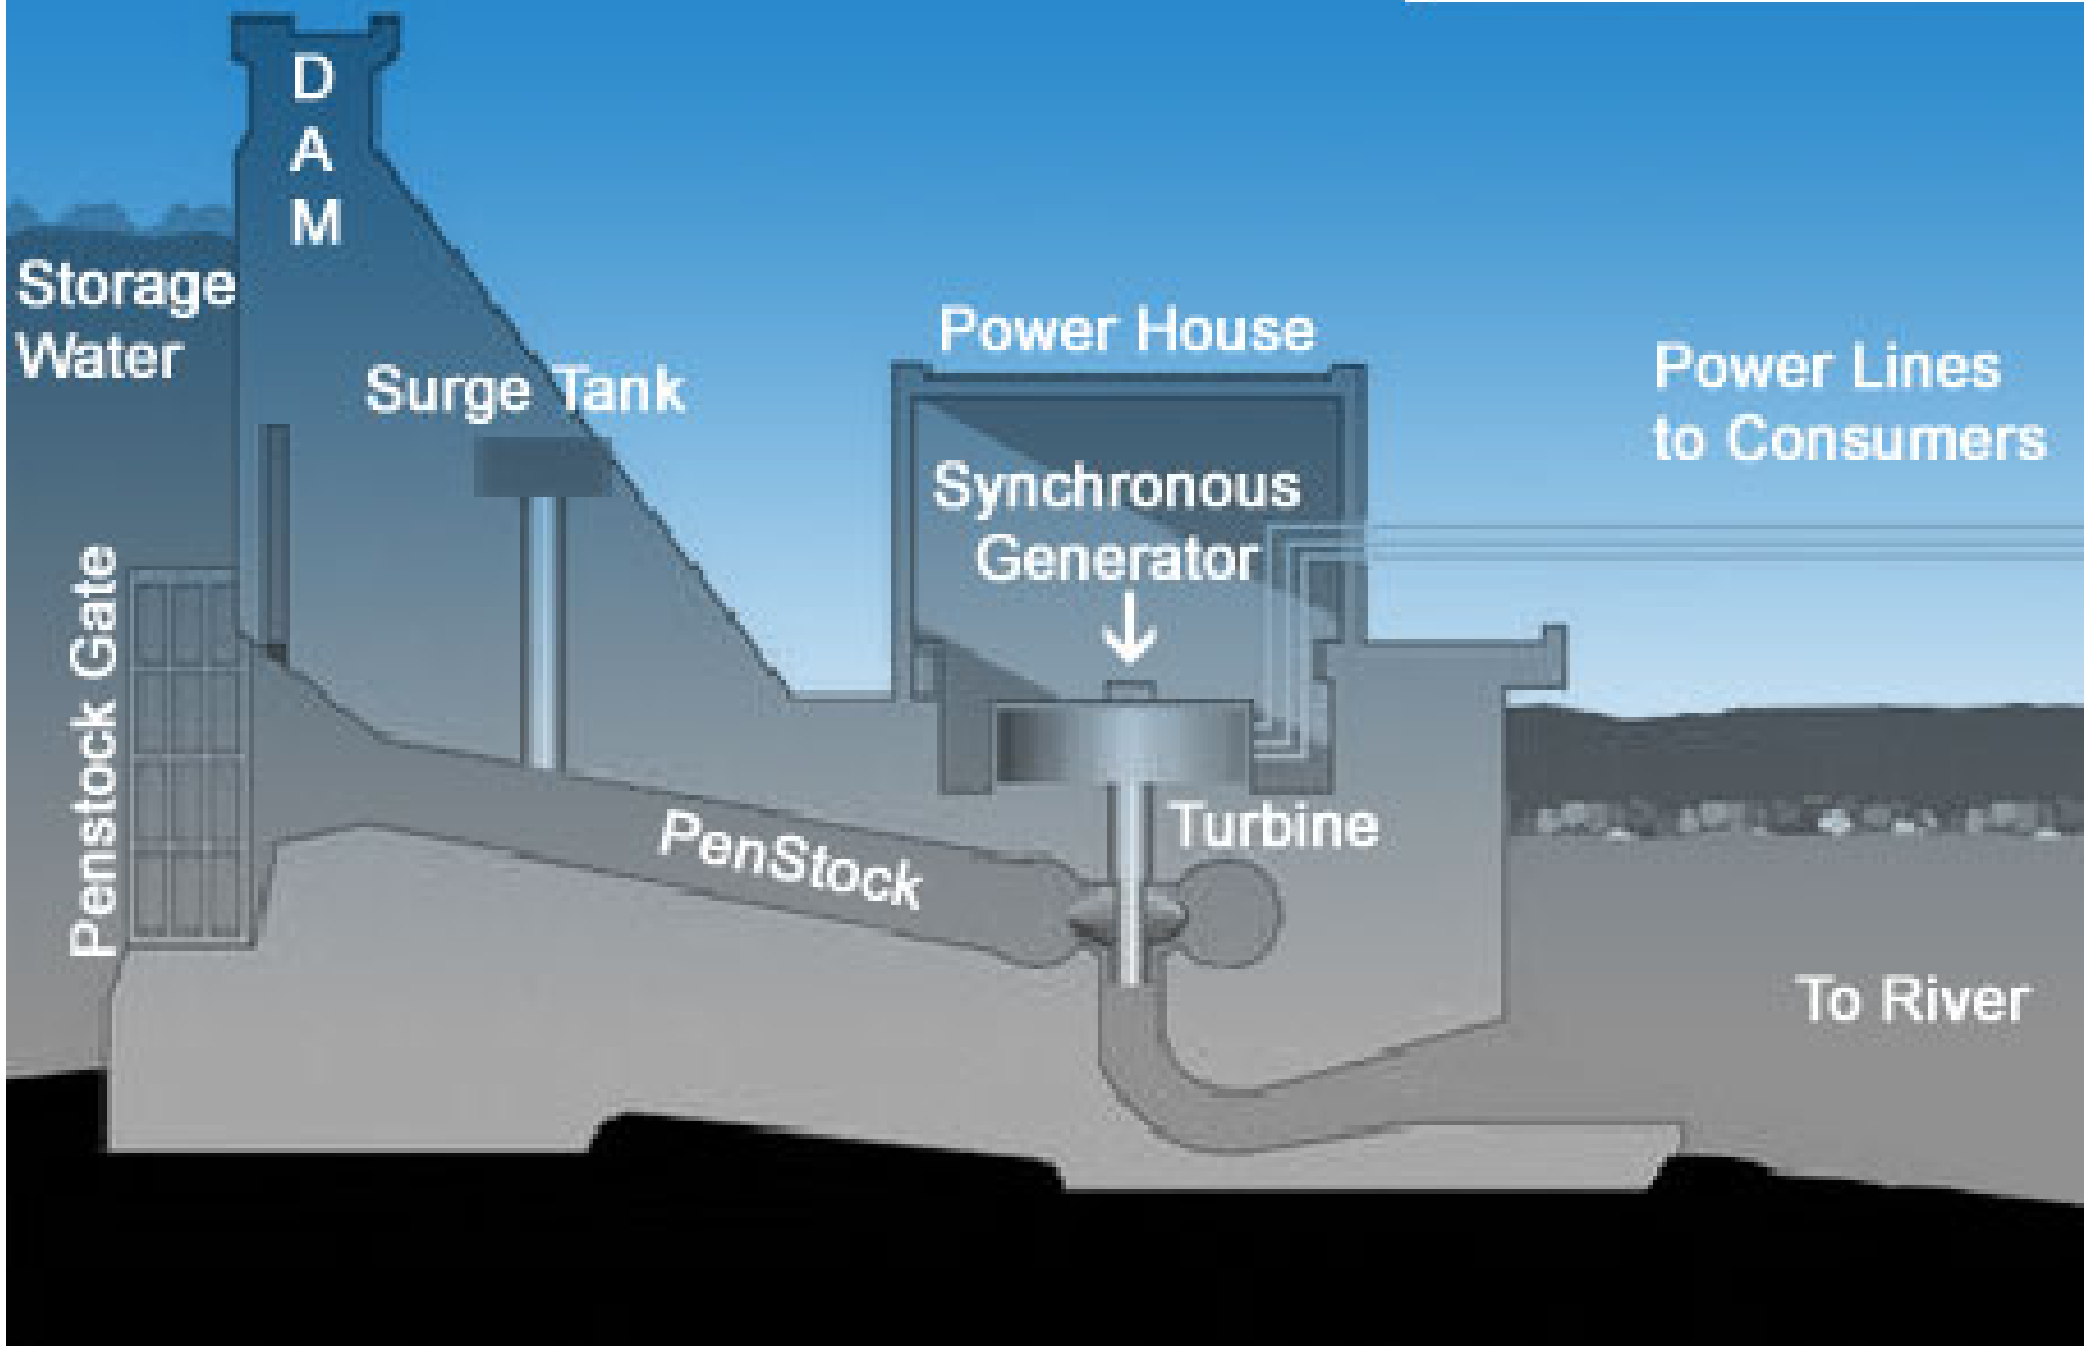 D
A
M
Storage
Water
Surge Tank
Penstock Gate
PenStock
Power House
Synchronous
Generator
Turbine
Power Lines
to Consumers
To River